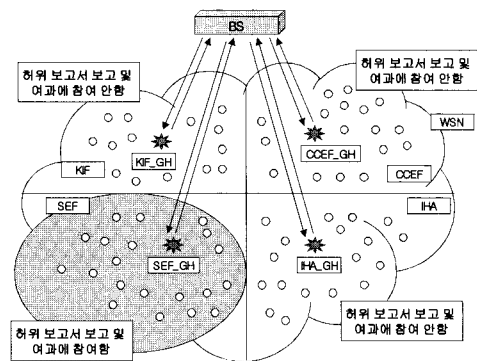 BS
허위 보고서 보고 및
여과에 참여 안함
허위 보고서 보고 및
여과에 참여 안함
WSN
KIF_GH
CCEF_GH
KIF
CCEF
SEF
IHA
SEF_GH
IHA_GH
허위 보고서 보고 및
여과에 참여함
허위 보고서 보고 및
여과에 참여 안함